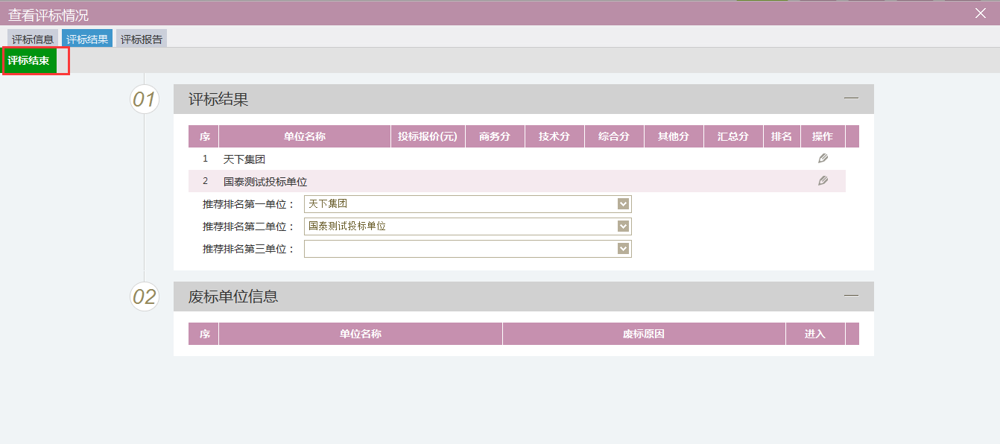 查看评标情况
评标信息 评标结果 评标报告
评标结束
01 评标结果
序 单位名称 投标报价(元) 商务分 技术分 综合分 其他分 汇总分 排名 操作
1 天下集团
2 国泰测试投标单位
推荐排名第一单位： 天下集团
推荐排名第二单位： 国泰测试投标单位
推荐排名第三单位：
02 废标单位信息
序 单位名称 废标原因 进入